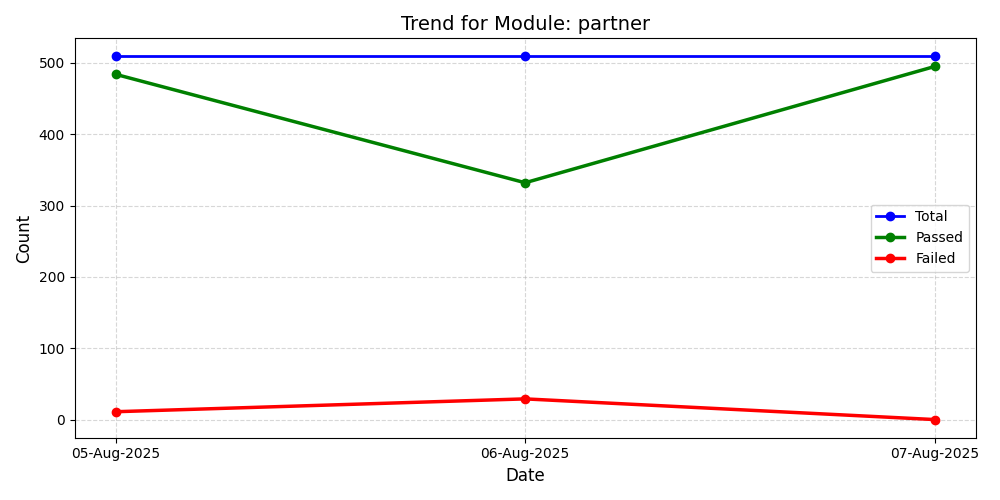 Trend for Module: partner
Count
500
400
300
200
100
0
Total
Passed
Failed
05-Aug-2025
06-Aug-2025
07-Aug-2025
Date